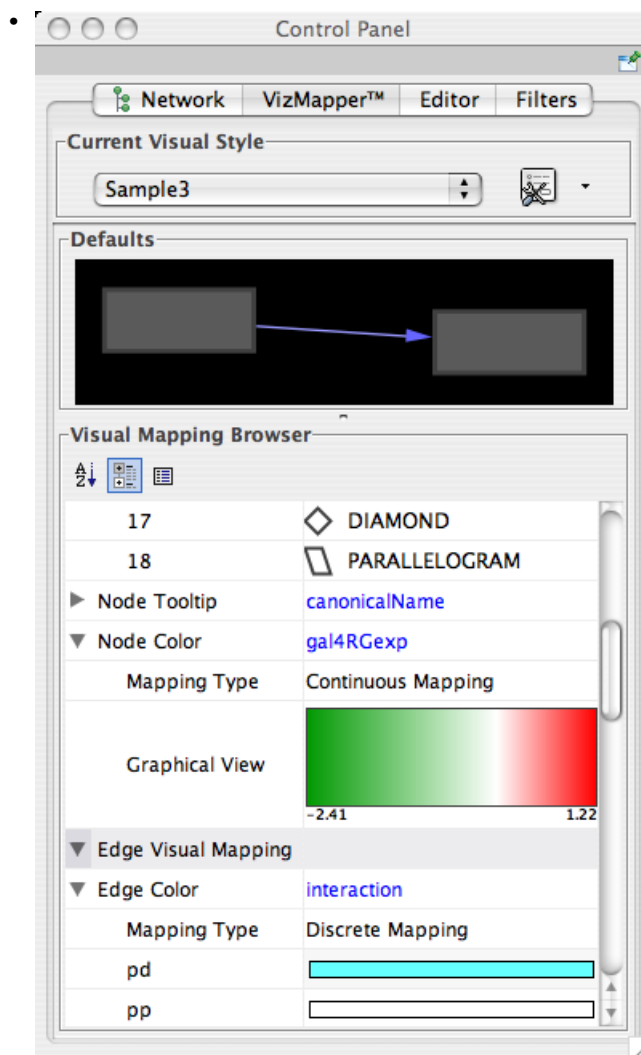 Control Panel
Network VizMapper™ Editor Filters
Current Visual Style
Sample3
Defaults
Visual Mapping Browser
A
Z
17 DIAMOND
18 PARALLELOGRAM
Node Tooltip canonicalName
Node Color gal4RGexp
Mapping Type Continuous Mapping
Graphical View
-2.41 1.22
Edge Visual Mapping
Edge Color interaction
Mapping Type Discrete Mapping
pd
pp